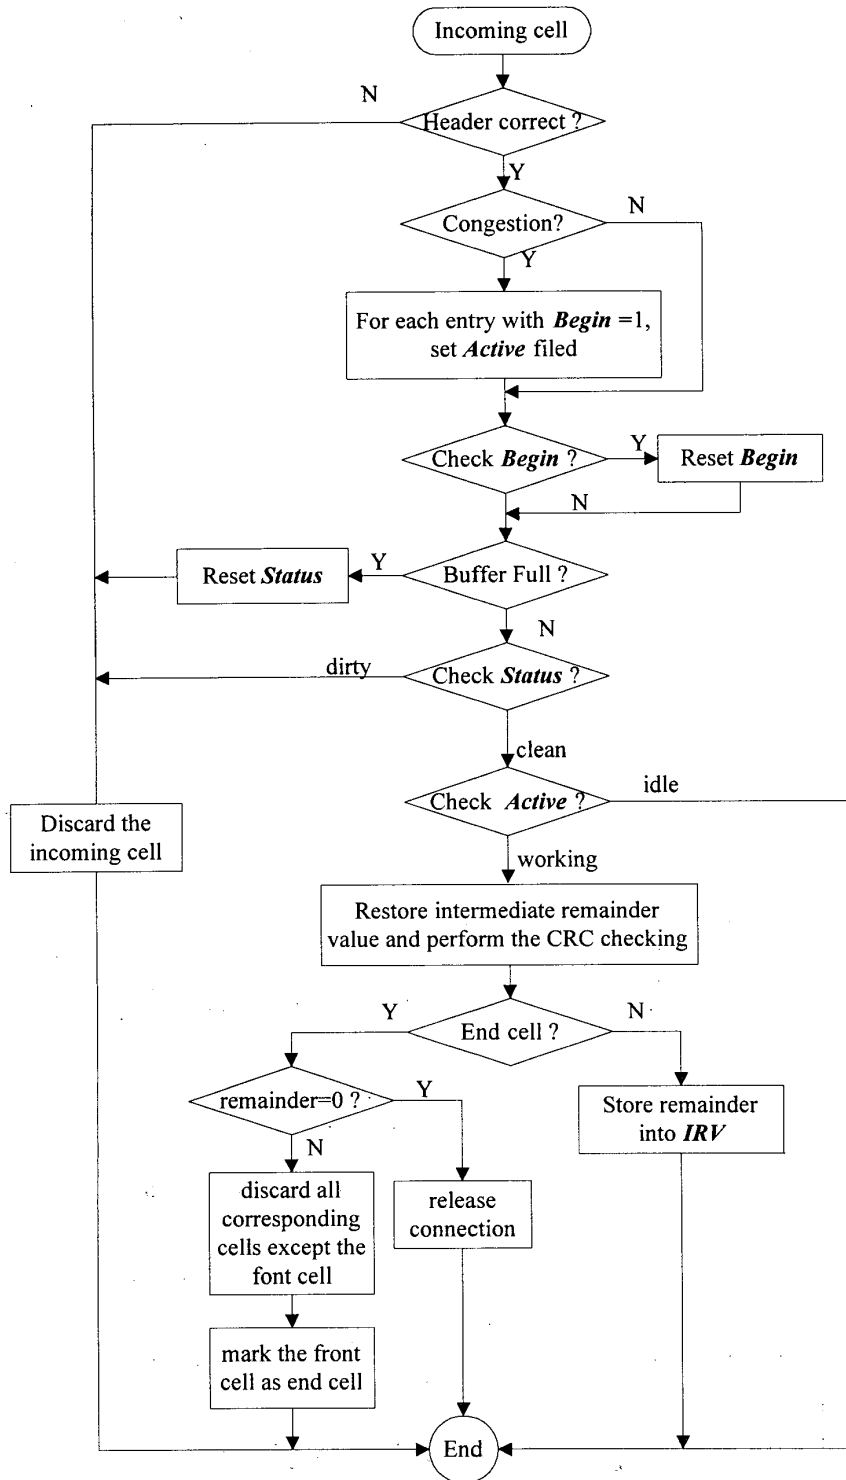 Incoming cell
N
Header correct ?
Y
Congestion?
N
Y
For each entry with Begin =1,
set Active filed
Check Begin ?
Y
Reset Begin
N
Reset Status
Y
Buffer Full ?
N
dirty
Check Status ?
clean
Check Active ?
idle
Discard the
incoming cell
working
Restore intermediate remainder
value and perform the CRC checking
Y
End cell ?
N
remainder=0 ?
Y
Store remainder
into IRV
N
discard all
corresponding
cells except the
font cell
release
connection
mark the front
cell as end cell
End